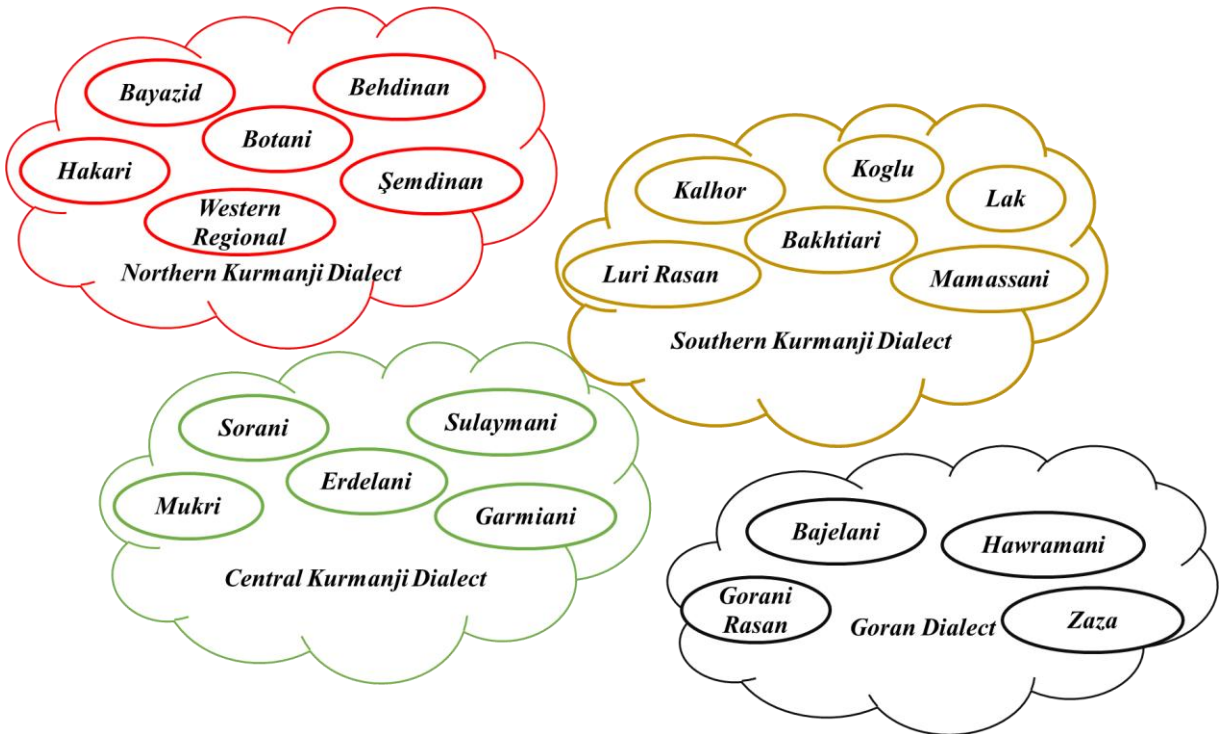 Bayazid
Behdinan
Botani
Hakari
Şemdinan
Western
Regional
Northern Kurmanji Dialect
Koglu
Kalhor
Lak
Bakhtiari
Luri Rasan
Mamassani
Southern Kurmanji Dialect
Sorani
Sulaymani
Erdelani
Mukri
Garmiani
Central Kurmanji Dialect
Bajelani
Hawramani
Gorani
Rasan
Zaza
Goran Dialect